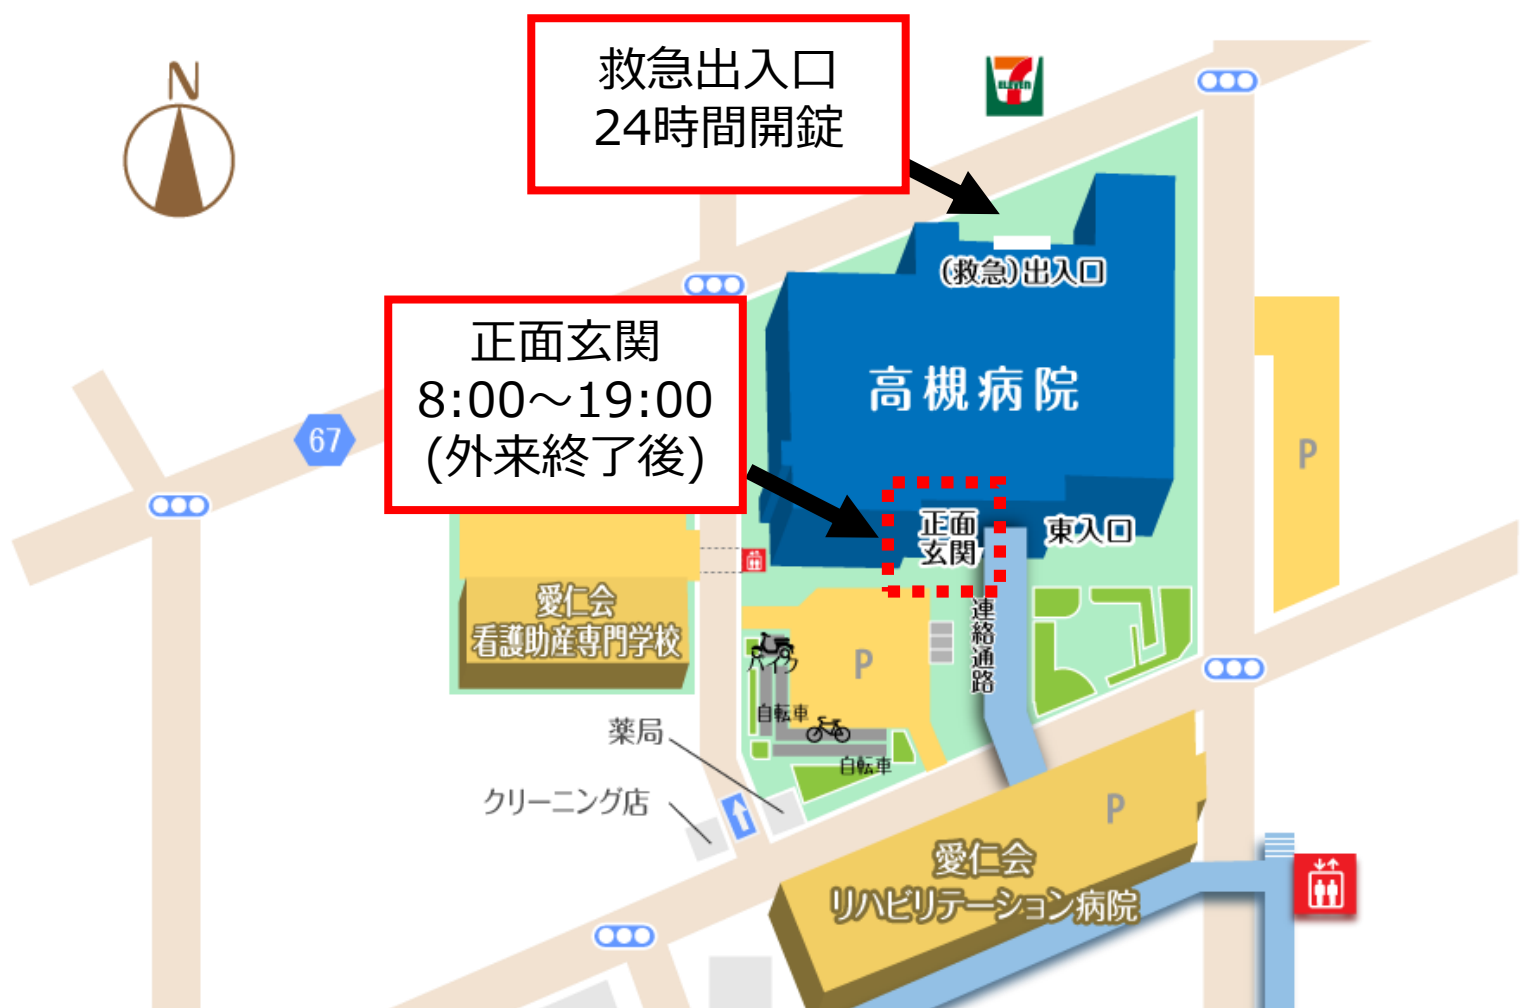 N
救急出入口
24時間開錠
ELEVEn
(救急)出入口
正面玄関
8:00～19:00
(外来終了後)
高槻病院
67
P
正面
玄関
東入口
愛仁会
看護助産専門学校
連絡通路
バイク
P
自転車
薬局
自転車
クリーニング店
P
愛仁会
リハビリテーション病院